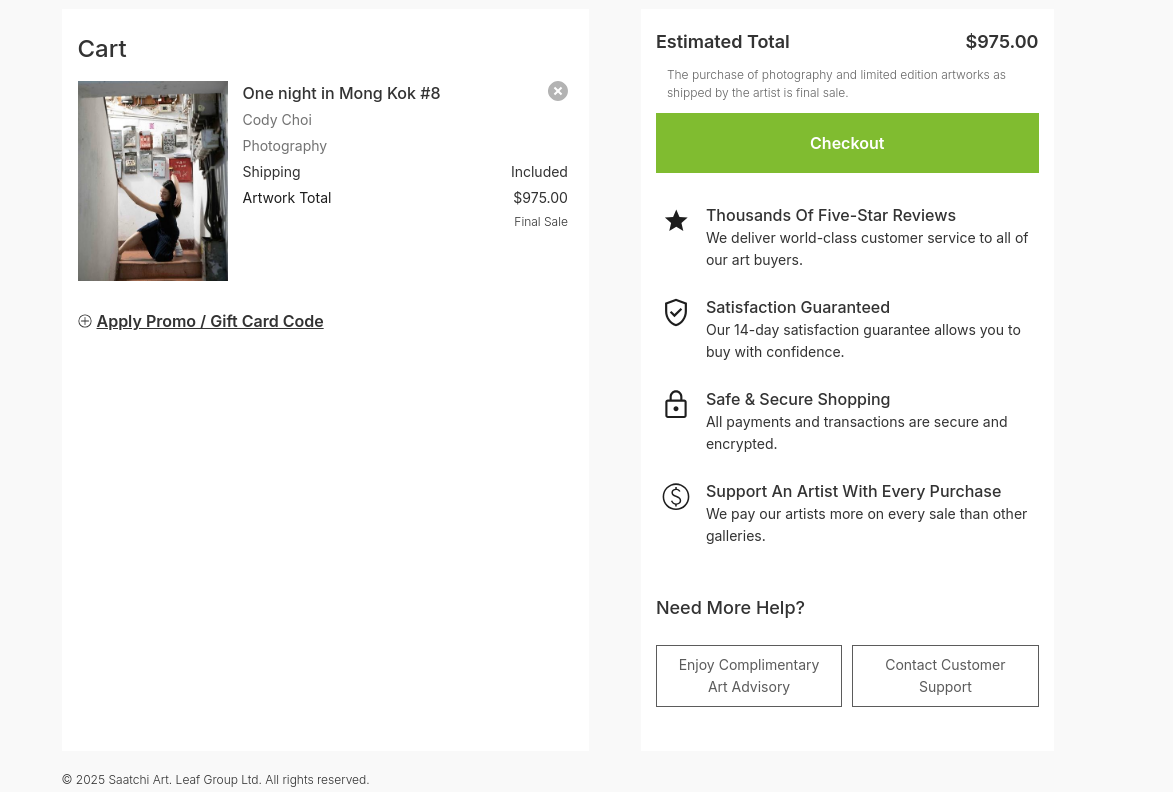 Cart
One night in Mong Kok #8
Cody Choi
Photography
Shipping Included
Artwork Total $975.00
Final Sale
Apply Promo / Gift Card Code
Estimated Total $975.00
The purchase of photography and limited edition artworks as
shipped by the artist is final sale.
Checkout
Thousands Of Five-Star Reviews
We deliver world-class customer service to all of
our art buyers.
Satisfaction Guaranteed
Our 14-day satisfaction guarantee allows you to
buy with confidence.
Safe & Secure Shopping
All payments and transactions are secure and
encrypted.
Support An Artist With Every Purchase
We pay our artists more on every sale than other
galleries.
Need More Help?
Enjoy Complimentary
Art Advisory
Contact Customer
Support
© 2025 Saatchi Art. Leaf Group Ltd. All rights reserved.